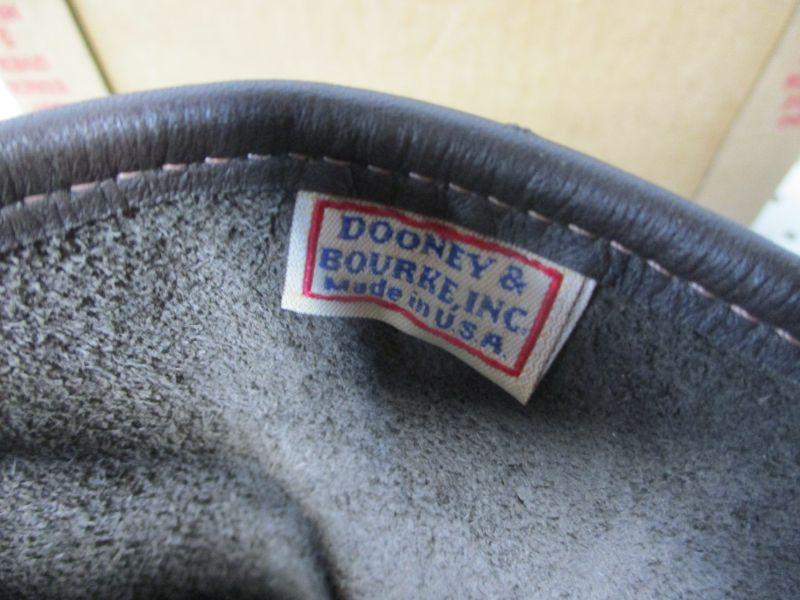 DOONEY &
BOURKE, INC.
Made in U.S.A.